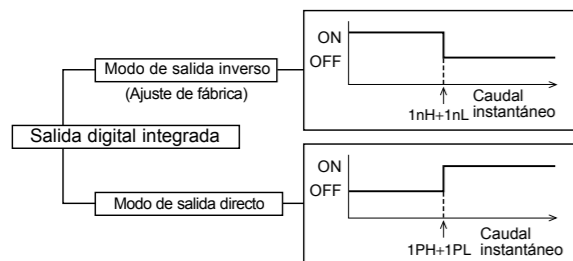 Salida digital integrada
Modo de salida inverso
(Ajuste de fábrica)
ON
OFF
1nH+1nL
Caudal
instantáneo
Modo de salida directo
ON
OFF
1PH+1PL
Caudal
instantáneo